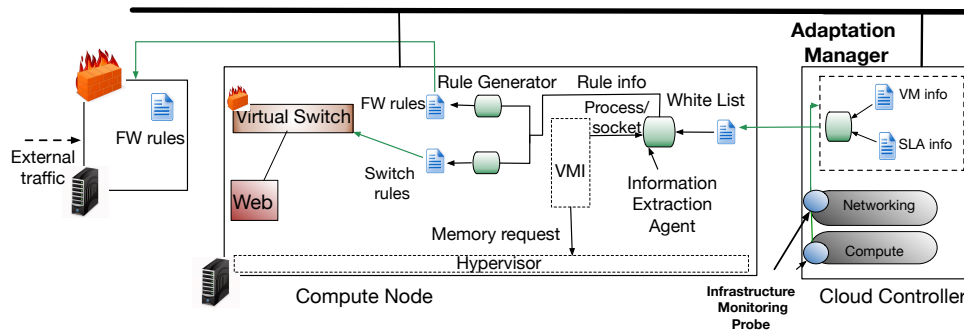 Adaptation
Manager
FW rules
External
traffic
Rule Generator
Rule info
FW rules
Process/
socket
White List
Virtual Switch
Switch
rules
Web
VMI
Information
Extraction
Agent
Memory request
Hypervisor
Compute Node
VM info
SLA info
Networking
Compute
Infrastructure
Monitoring
Probe
Cloud Controller